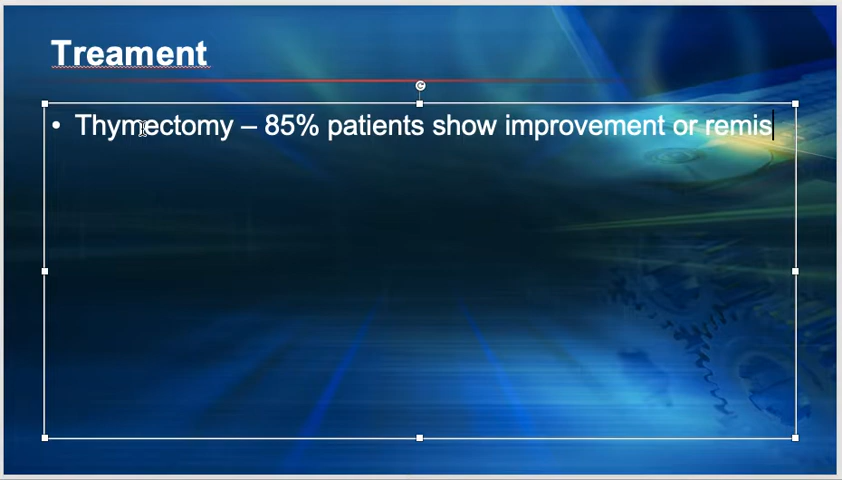 Treament
• Thymectomy – 85% patients show improvement or remis